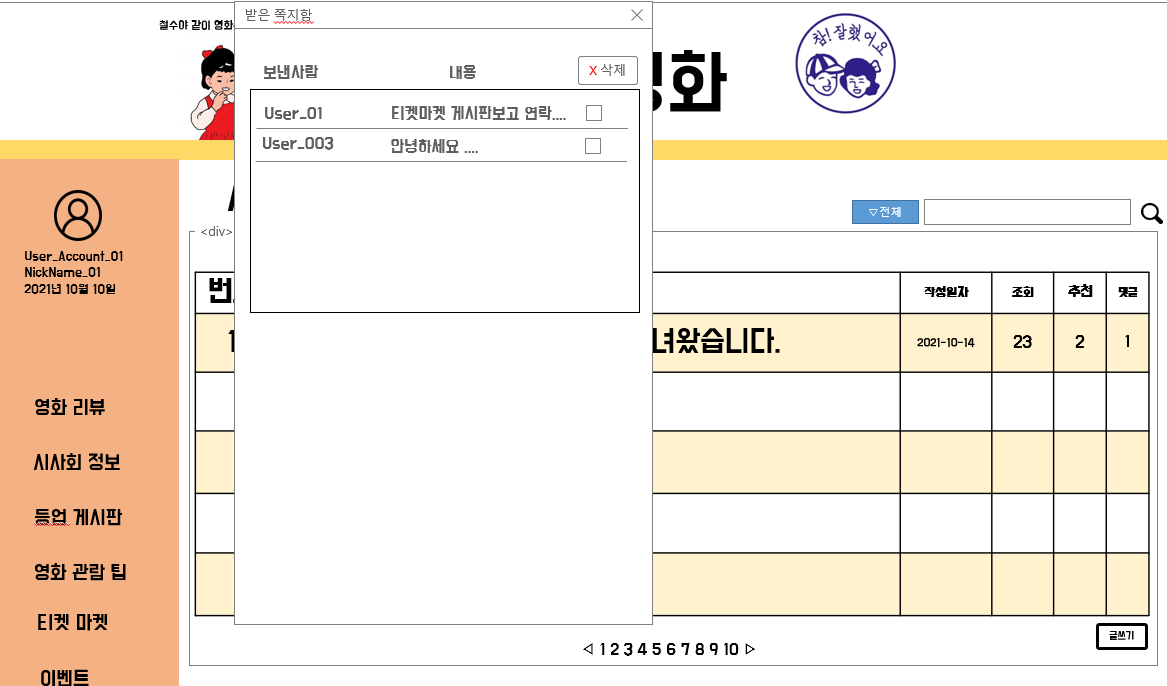 받은 쪽지함
철수야 같이 영화
보낸사람 내용 X 삭제
User_01 티켓마켓 게시판보고 연락....
User_003 안녕하세요 ....
영화
참! 잘했어요
User_Account_01
NickName_01
2021년 10월 10일
▽전체
<div>
작성일자 조회 추천 댓글
1 녀왔습니다. 2021-10-14 23 2 1
영화 리뷰
시사회 정보
등업 게시판
영화 관람 팁
티켓 마켓
이벤트
글쓰기
◁ 1 2 3 4 5 6 7 8 9 10 ▷